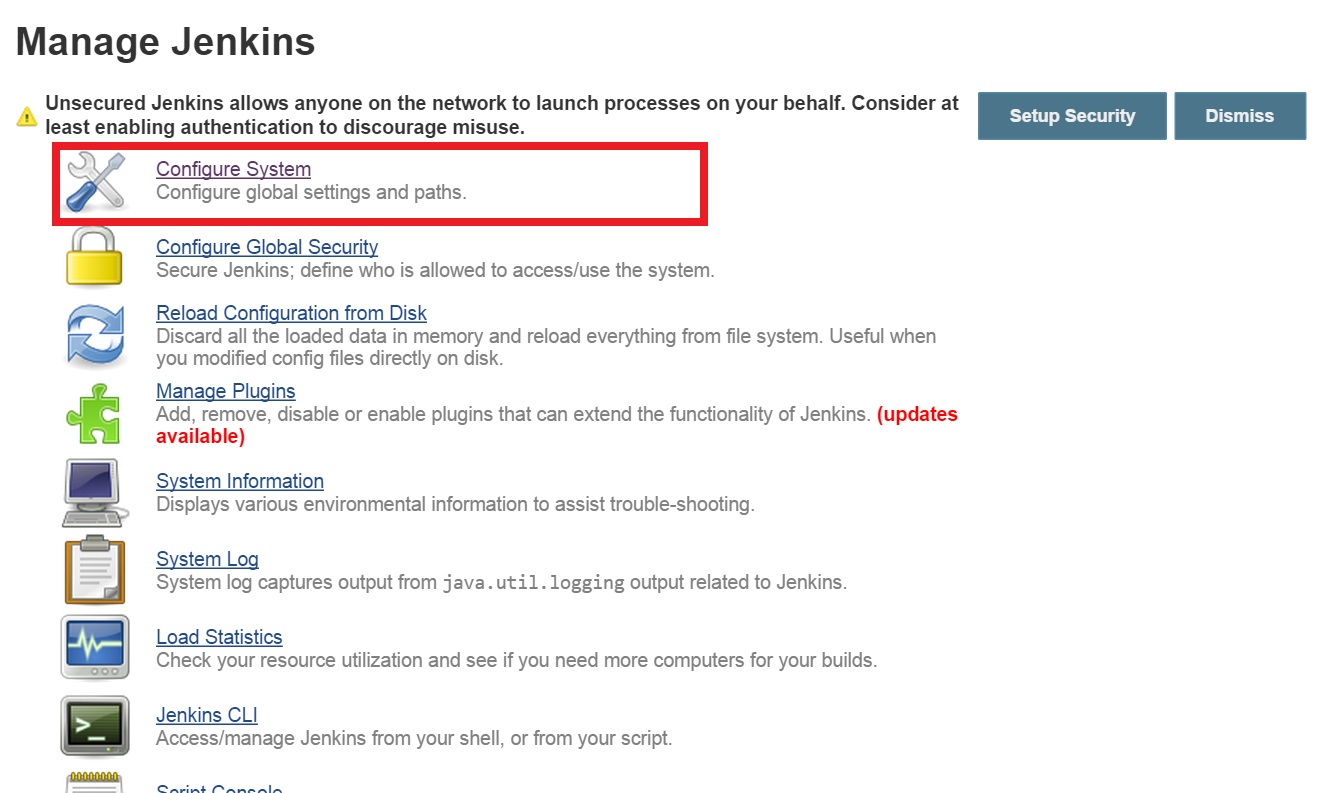 Manage Jenkins
Unsecured Jenkins allows anyone on the network to launch processes on your behalf. Consider at
least enabling authentication to discourage misuse.
Setup Security
Dismiss
Configure System
Configure global settings and paths.
Configure Global Security
Secure Jenkins; define who is allowed to access/use the system.
Reload Configuration from Disk
Discard all the loaded data in memory and reload everything from file system. Useful when
you modified config files directly on disk.
Manage Plugins
Add, remove, disable or enable plugins that can extend the functionality of Jenkins. (updates
available)
System Information
Displays various environmental information to assist trouble-shooting.
System Log
System log captures output from java.util.logging output related to Jenkins.
Load Statistics
Check your resource utilization and see if you need more computers for your builds.
Jenkins CLI
Access/manage Jenkins from your shell, or from your script.
Script Console